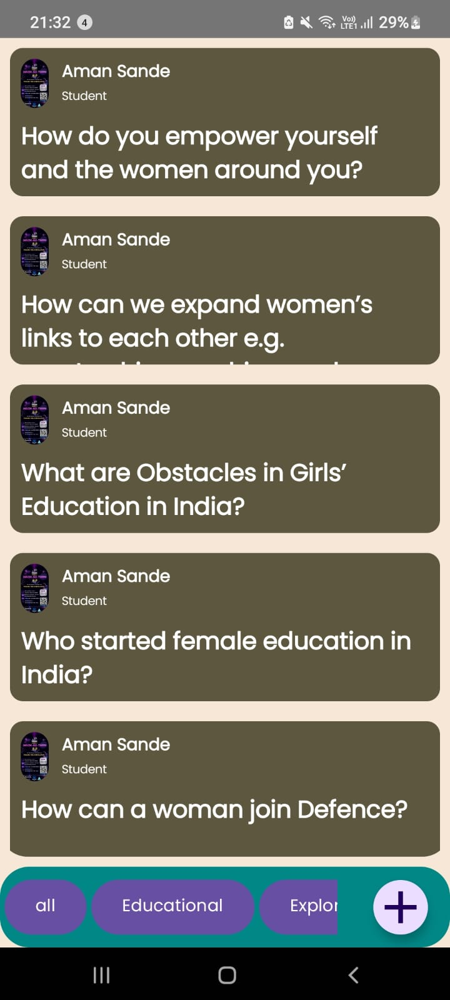 21:32 4 Vo)) LTE1 29%
Aman Sande
Student
How do you empower yourself
and the women around you?
Aman Sande
Student
How can we expand women’s
links to each other e.g.
Aman Sande
Student
What are Obstacles in Girls’
Education in India?
Aman Sande
Student
Who started female education in
India?
Aman Sande
Student
How can a woman join Defence?
all Educational Explor